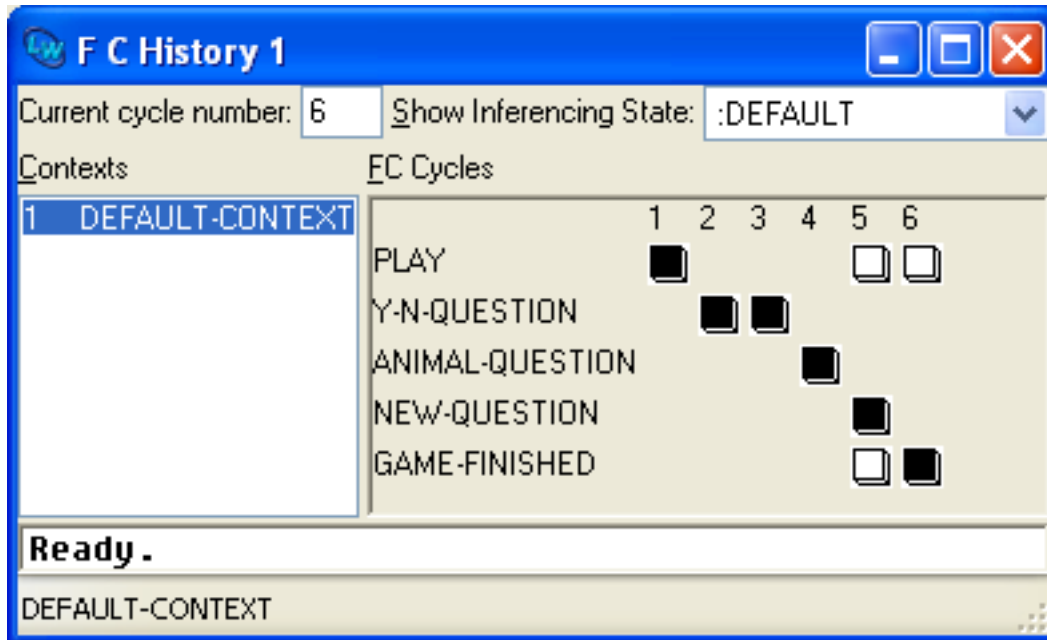 LW F C History 1
Current cycle number: 6 Show Inferencing State: :DEFAULT
Contexts FC Cycles
1 DEFAULT-CONTEXT
1 2 3 4 5 6
PLAY
Y-N-QUESTION
ANIMAL-QUESTION
NEW-QUESTION
GAME-FINISHED
Ready.
DEFAULT-CONTEXT